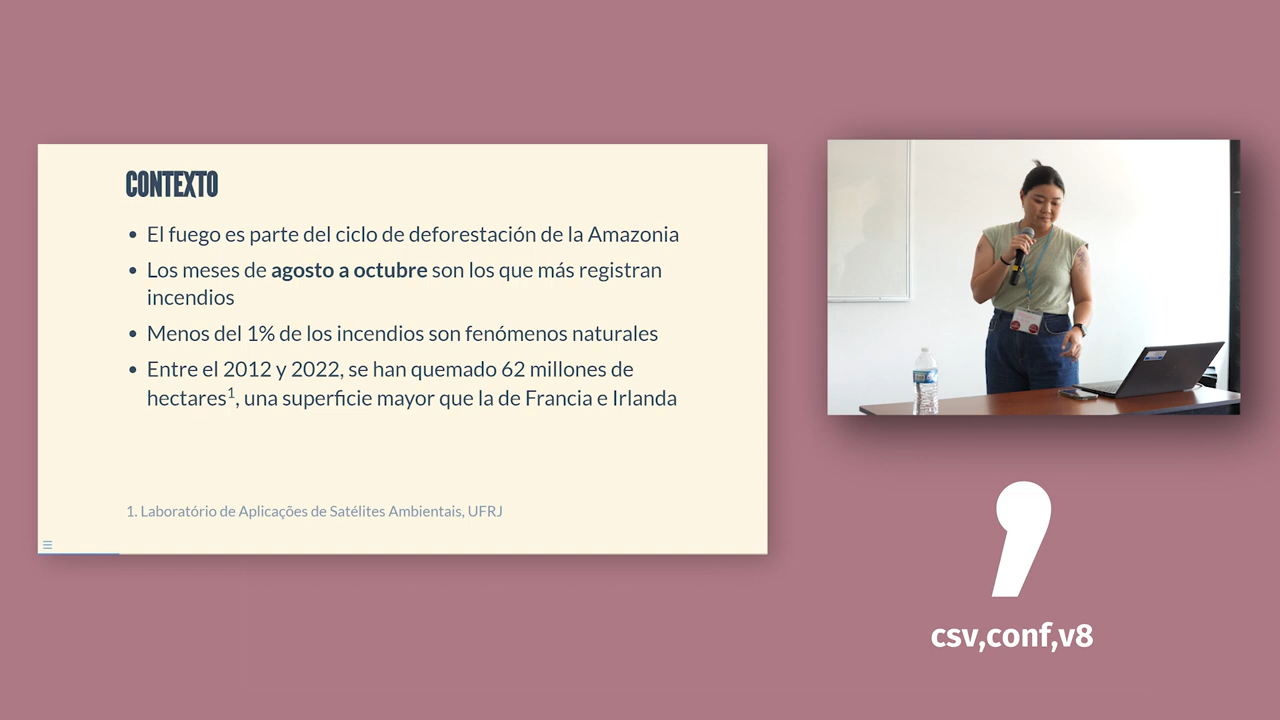 CONTEXTO
• El fuego es parte del ciclo de deforestación de la Amazonia
• Los meses de agosto a octubre son los que más registran
incendios
• Menos del 1% de los incendios son fenómenos naturales
• Entre el 2012 y 2022, se han quemado 62 millones de
hectares1, una superficie mayor que la de Francia e Irlanda
1. Laboratório de Aplicações de Satélites Ambientais, UFRJ
csv,conf,v8